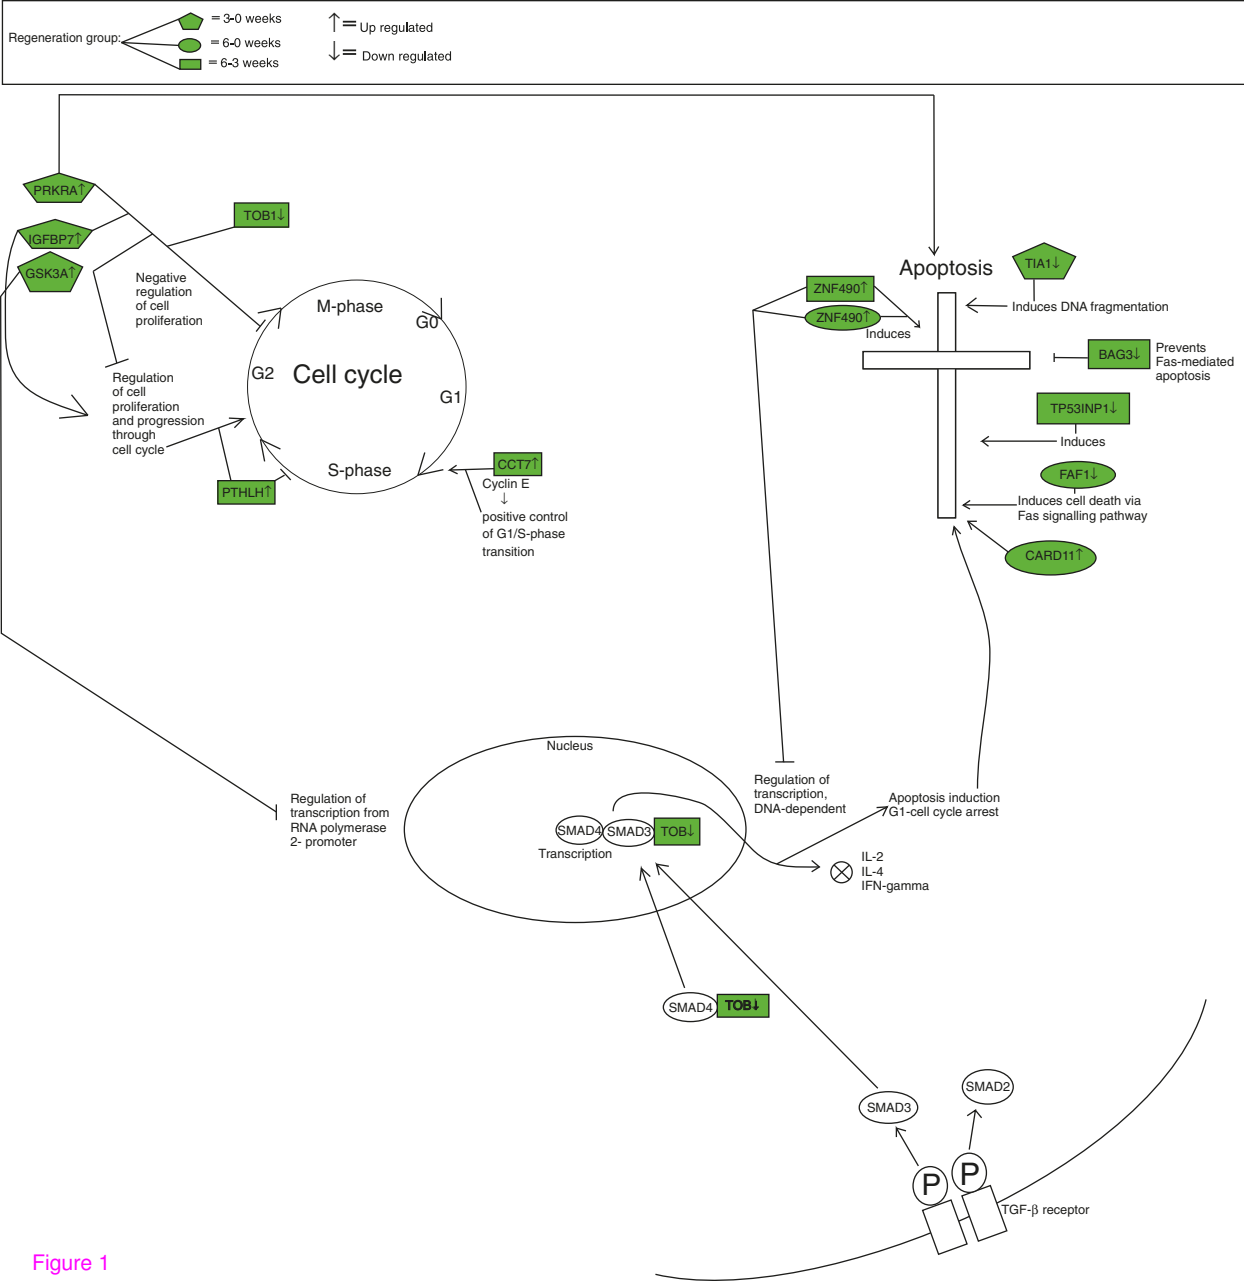 Regeneration group:
= 3-0 weeks
= 6-0 weeks
= 6-3 weeks
↑= Up regulated
↓= Down regulated
PRKRA↑
IGFBP7↑
GSK3A↑
TOB1↓
Negative
regulation
of cell
proliferation
M-phase
G0
G2
Cell cycle
G1
S-phase
Regulation
of cell
proliferation
and progression
through
cell cycle
PTHLH↑
CCT7↑
Cyclin E
↓
positive control
of G1/S-phase
transition
Apoptosis
TIA1↓
Induces DNA fragmentation
ZNF490↑
ZNF490↑
Induces
BAG3↓
Prevents
Fas-mediated
apoptosis
TP53INP1↓
Induces
FAF1↓
Induces cell death via
Fas signalling pathway
CARD11↑
Nucleus
Regulation of
transcription from
RNA polymerase
2- promoter
SMAD4
SMAD3
TOB↓
Transcription
Regulation of
transcription,
DNA-dependent
Apoptosis induction
G1-cell cycle arrest
IL-2
IL-4
IFN-gamma
SMAD4
TOB↓
SMAD3
SMAD2
P
P
TGF-β receptor
Figure 1